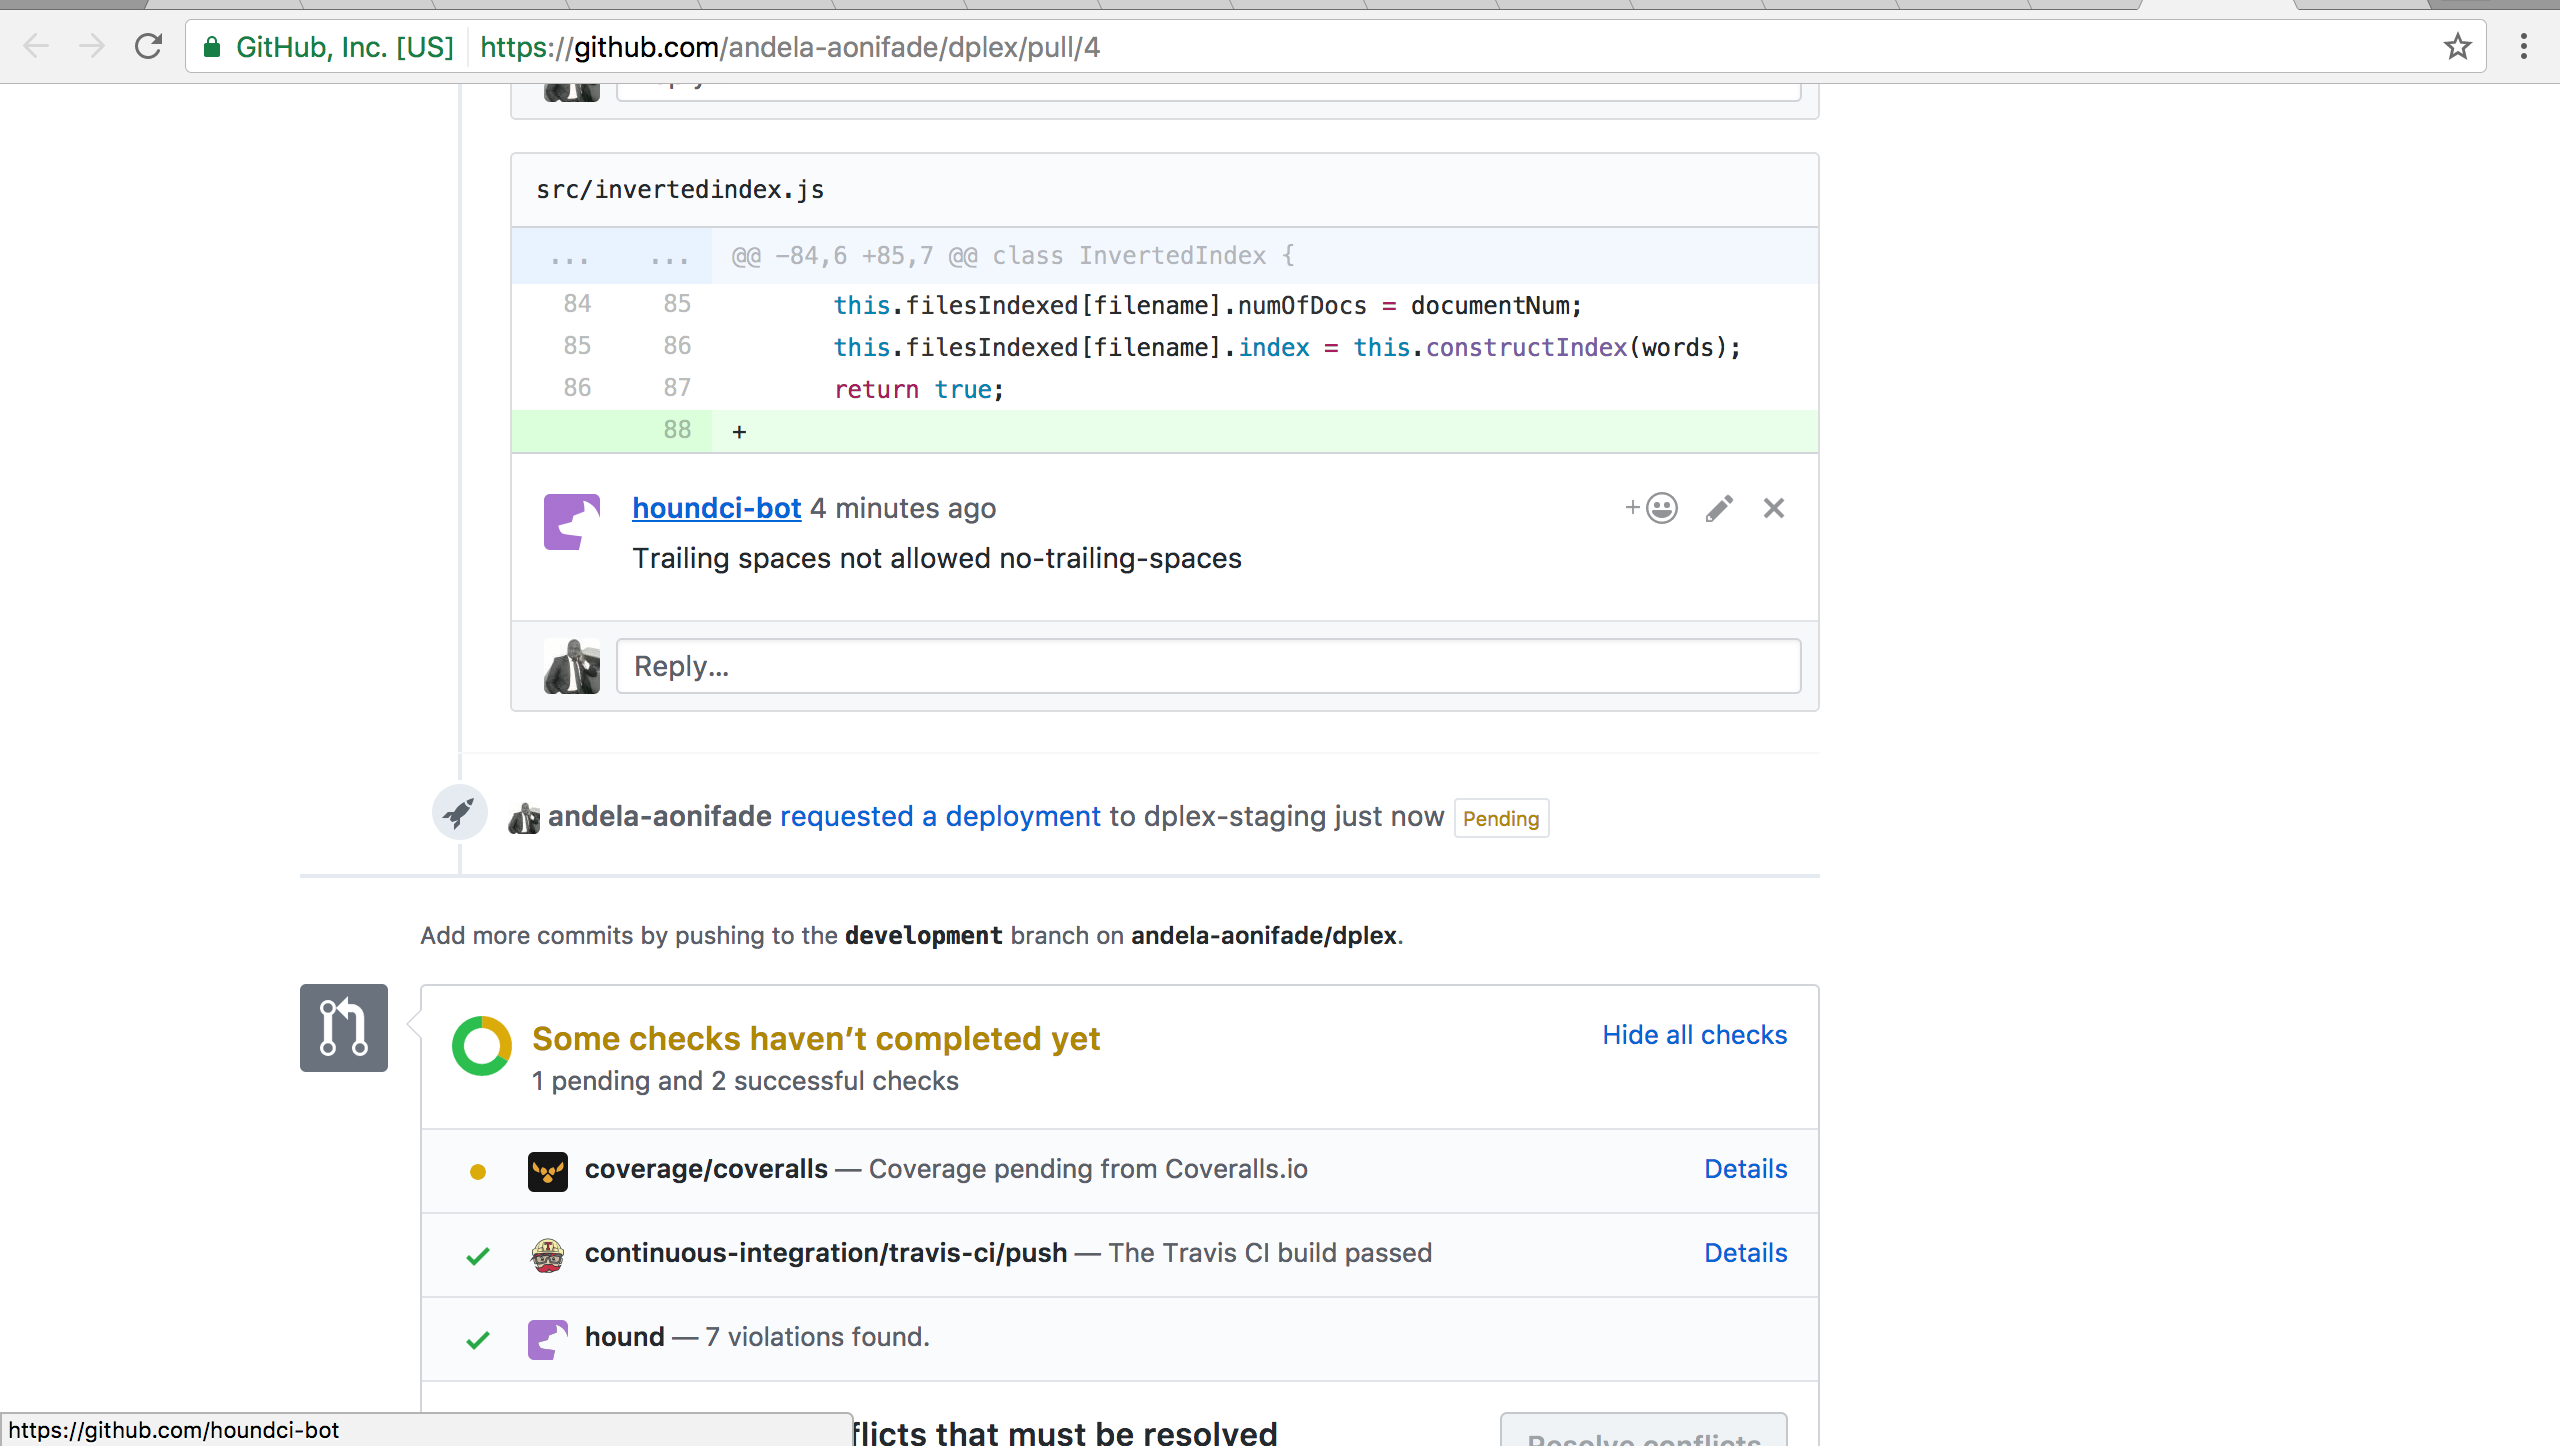 GitHub, Inc. [US] https://github.com/andela-aonifade/dplex/pull/4
src/invertedindex.js
... ... @@ -84,6 +85,7 @@ class InvertedIndex {
84 85 this.filesIndexed[filename].numOfDocs = documentNum;
85 86 this.filesIndexed[filename].index = this.constructIndex(words);
86 87 return true;
88 +
houndci-bot 4 minutes ago
Trailing spaces not allowed no-trailing-spaces
Reply...
andela-aonifade requested a deployment to dplex-staging just now Pending
Add more commits by pushing to the development branch on andela-aonifade/dplex.
Some checks haven’t completed yet Hide all checks
1 pending and 2 successful checks
coverage/coveralls — Coverage pending from Coveralls.io Details
continuous-integration/travis-ci/push — The Travis CI build passed Details
hound — 7 violations found.
that must be resolved Resolve conflicts
https://github.com/houndci-bot